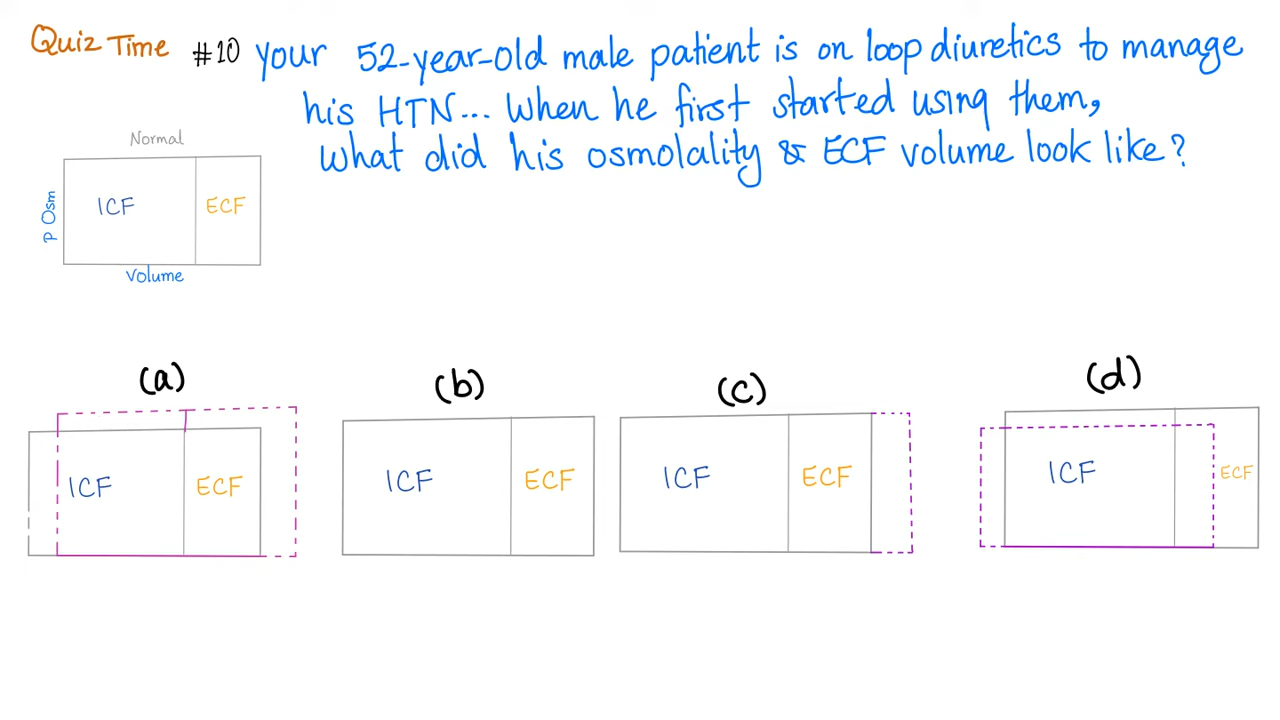 Quiz Time #10 your 52-year-old male patient is on loop diuretics to manage
his HTN... When he first started using them,
what did his osmolality & ECF volume look like?
Normal
P Osm
ICF ECF
Volume
(a) (b) (c) (d)
ICF ECF ICF ECF ICF ECF ICF ECF